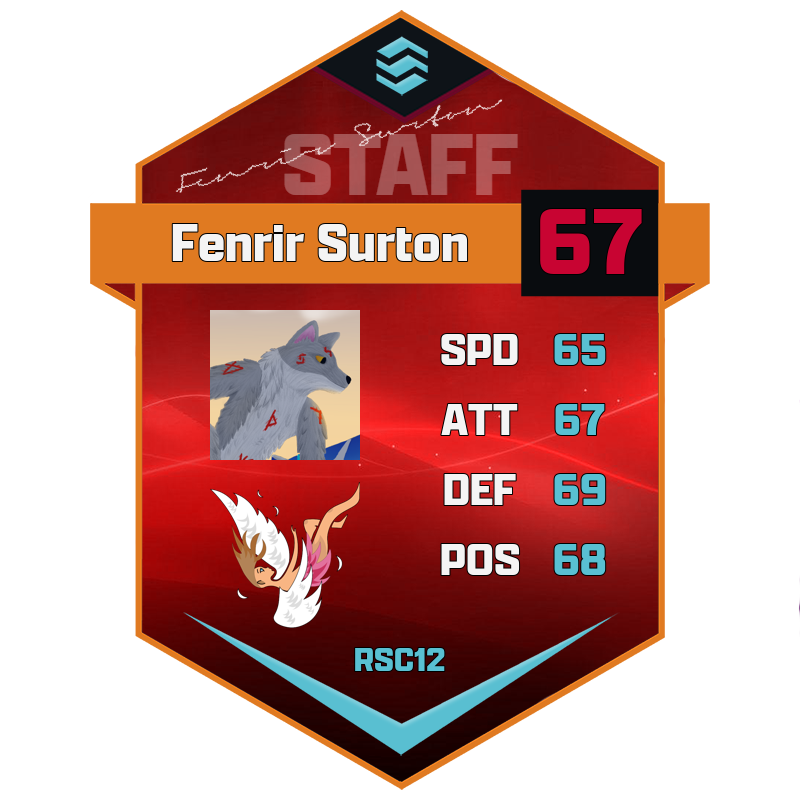 Fenrir Surton
STAFF
Fenrir Surton 67
SPD 65
ATT 67
DEF 69
POS 68
RSC12